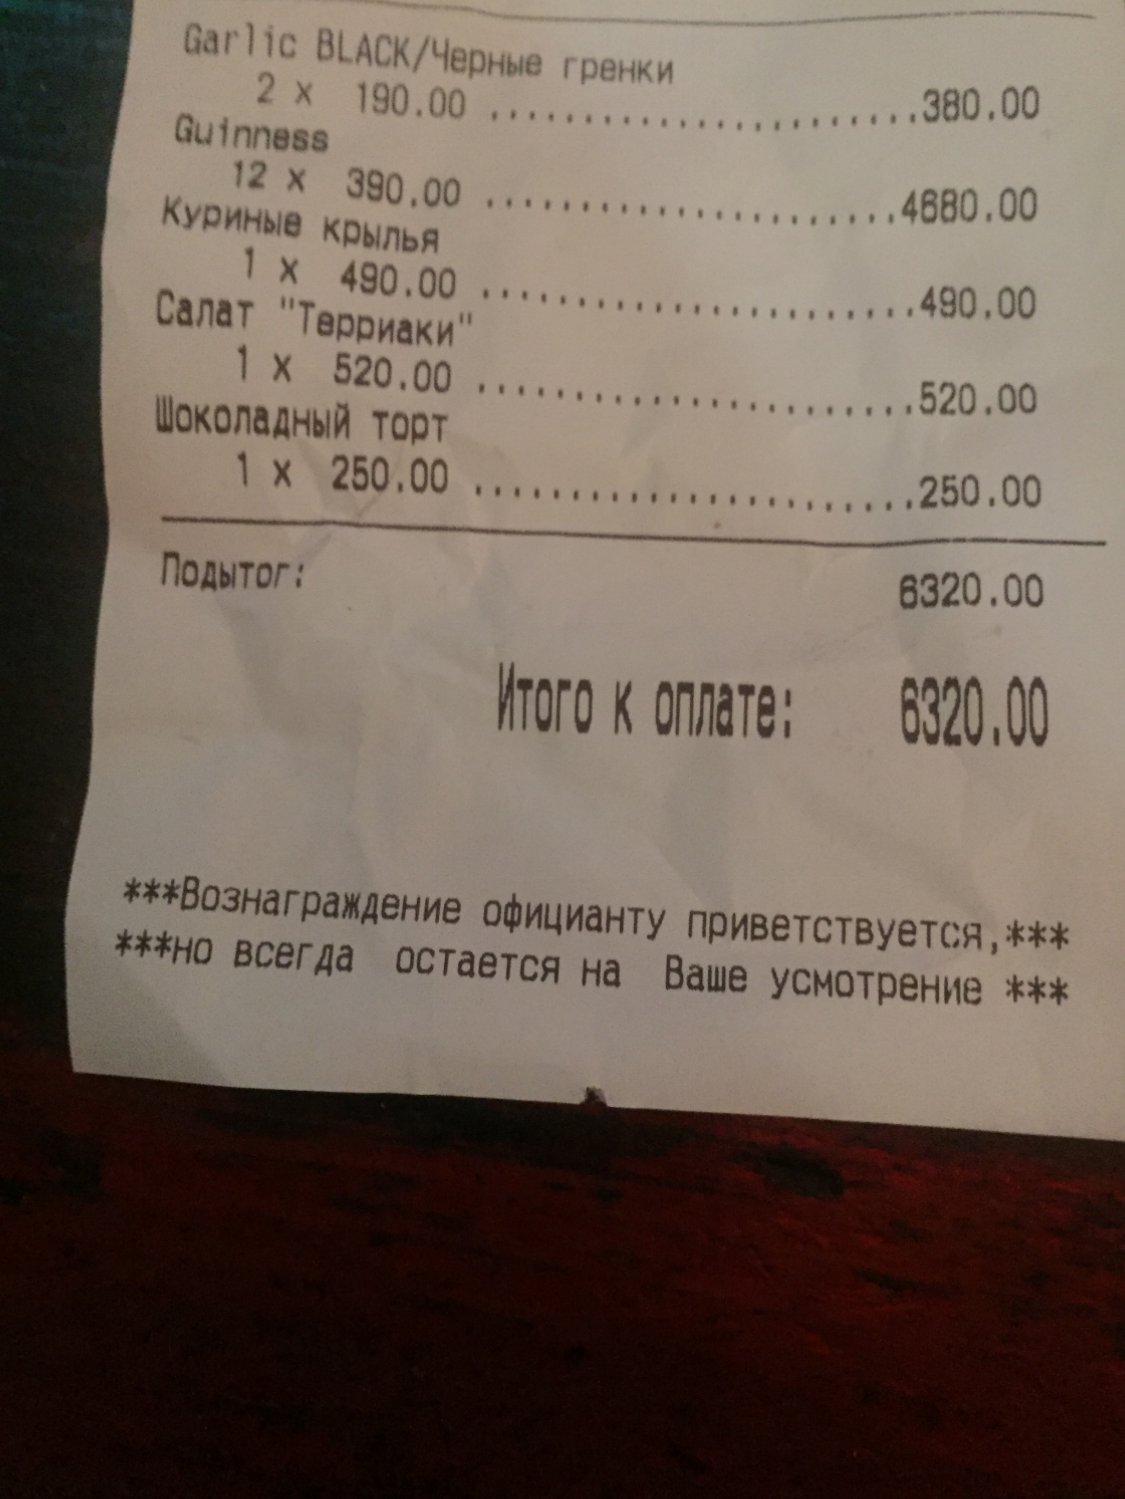 Garlic BLACK/Черные гренки
2 x 190.00 ........................380.00
Guinness
12 x 390.00 ......................4680.00
Куриные крылья
1 x 490.00 .......................490.00
Салат "Терриаки"
1 x 520.00 .......................520.00
Шоколадный торт
1 x 250.00 .......................250.00
Подытог: 6320.00
Итого к оплате: 6320.00
***Вознаграждение официанту приветствуется,***
***но всегда остается на Ваше усмотрение ***